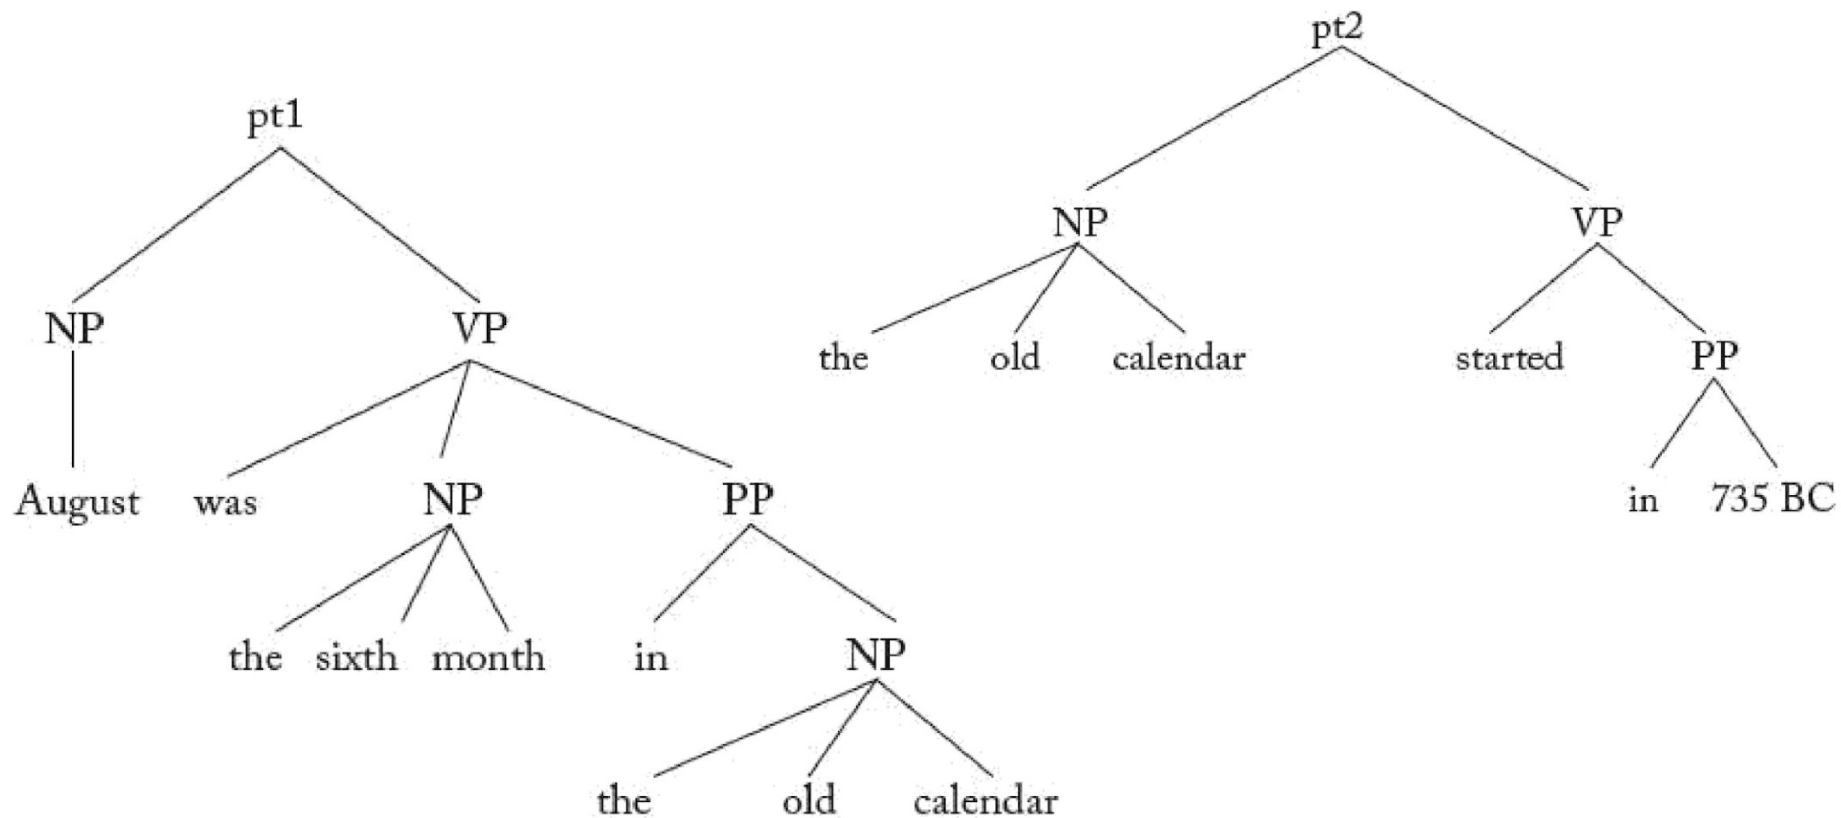 pt2
pt1
NP VP
NP VP
the old calendar started PP
August was NP PP in 735 BC
the sixth month in NP
the old calendar